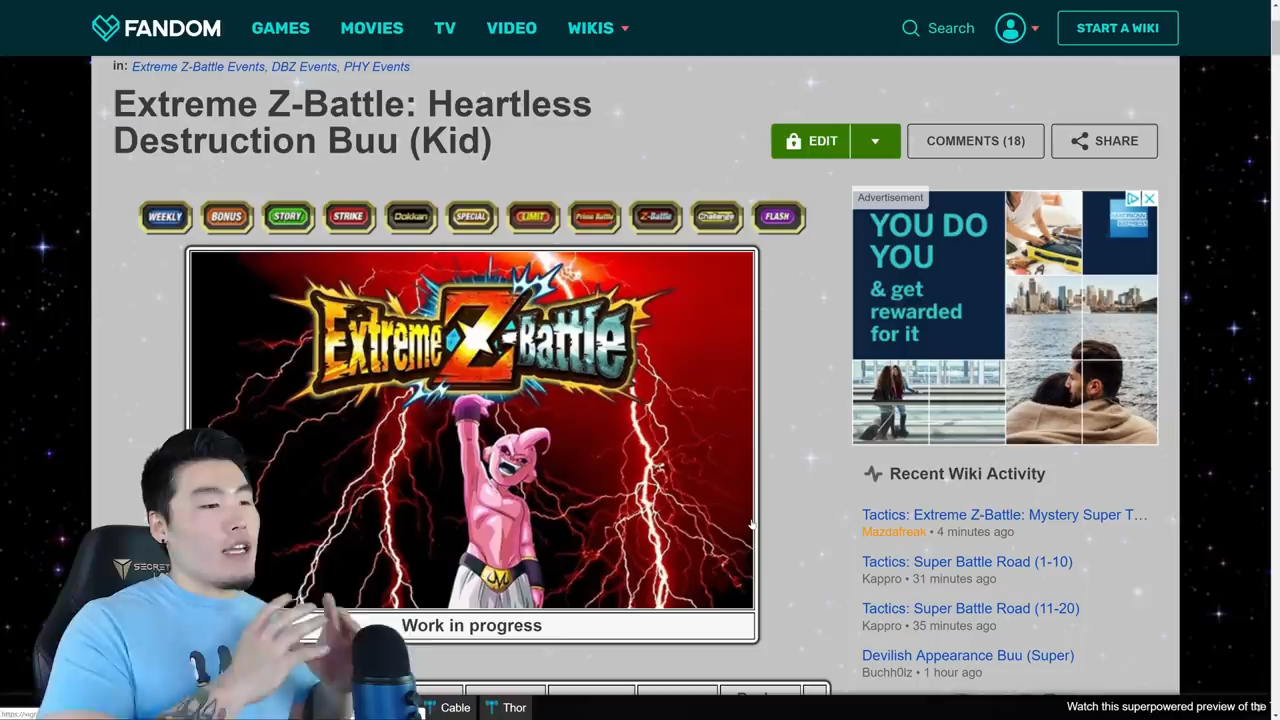 FANDOM GAMES MOVIES TV VIDEO WIKIS Search START A WIKI
in: Extreme Z-Battle Events, DBZ Events, PHY Events
Extreme Z-Battle: Heartless
Destruction Buu (Kid)
EDIT COMMENTS (18) SHARE
WEEKLY BONUS STORY STRIKE Dokkan SPECIAL LIMIT Prime Battle Z-Battle Challenge FLASH
Extreme Z-Battle
Work in progress
Advertisement
YOU DO
YOU
& get
rewarded
for it
AMERICAN
EXPRESS
Recent Wiki Activity
Tactics: Extreme Z-Battle: Mystery Super T...
Mazdafreak • 4 minutes ago
Tactics: Super Battle Road (1-10)
Kappro • 31 minutes ago
Tactics: Super Battle Road (11-20)
Kappro • 35 minutes ago
Devilish Appearance Buu (Super)
Buchh0lz • 1 hour ago
SECRET
Cable Thor
Watch this superpowered preview of the